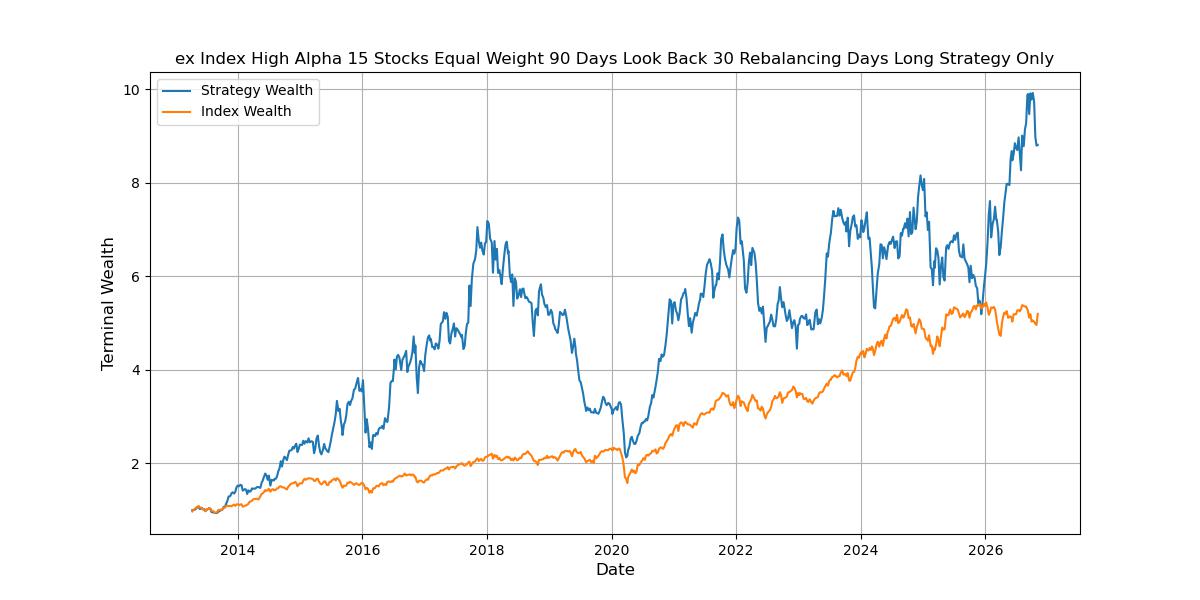 ex Index High Alpha 15 Stocks Equal Weight 90 Days Look Back 30 Rebalancing Days Long Strategy Only
Strategy Wealth
Index Wealth
Terminal Wealth
10
8
6
4
2
2014 2016 2018 2020 2022 2024 2026
Date